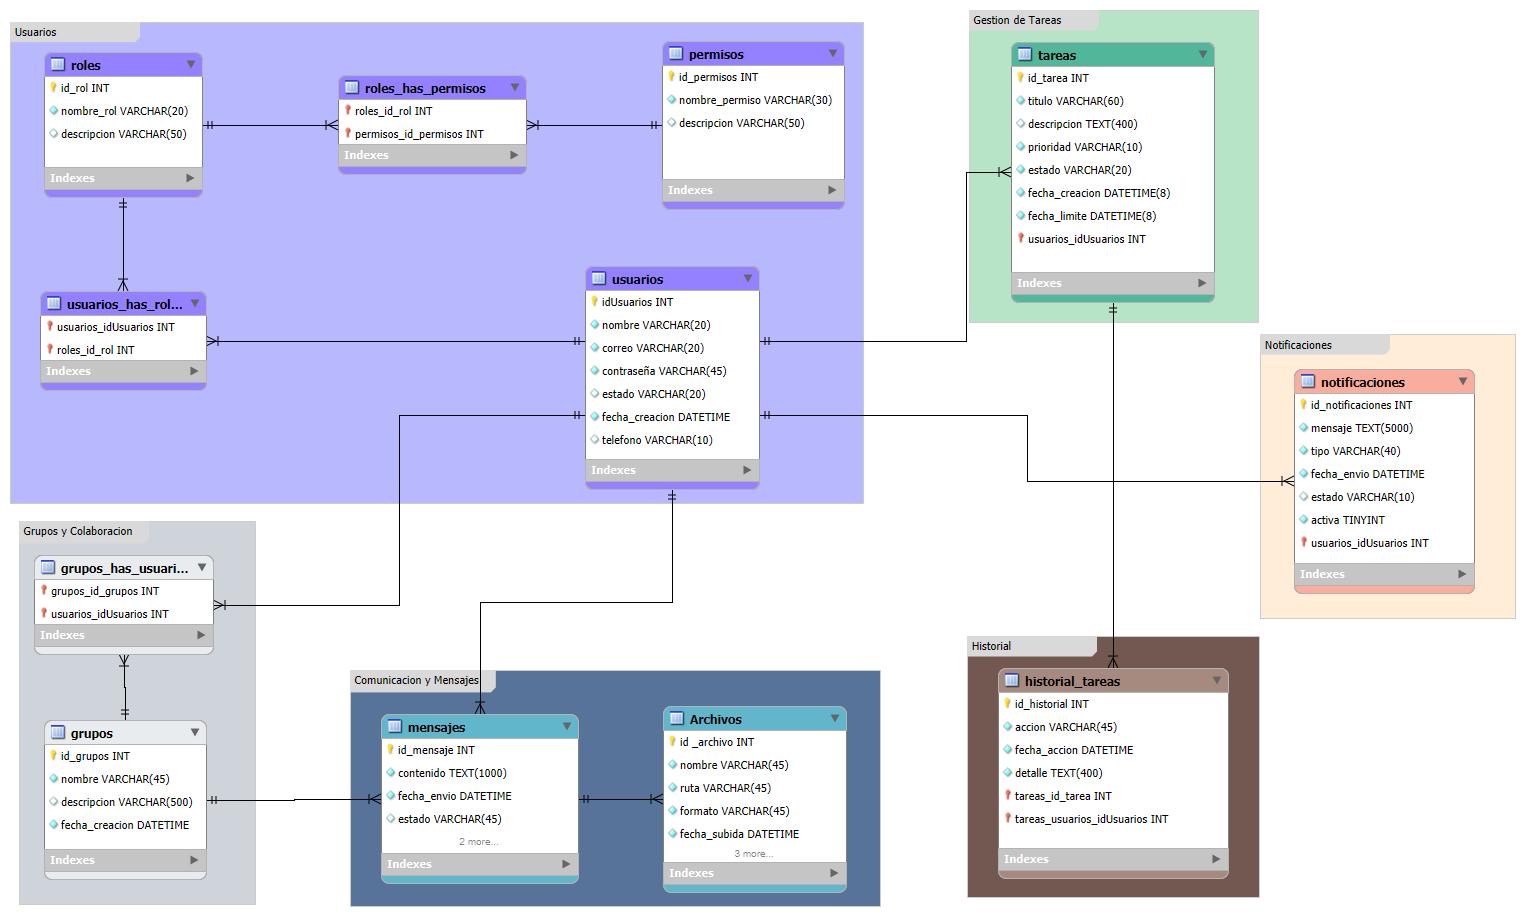 Usuarios
roles
id_rol INT
nombre_rol VARCHAR(20)
descripcion VARCHAR(50)
Indexes
roles_has_permisos
roles_id_rol INT
permisos_id_permisos INT
Indexes
permisos
id_permisos INT
nombre_permiso VARCHAR(30)
descripcion VARCHAR(50)
Indexes
usuarios_has_rol...
usuarios_idUsuarios INT
roles_id_rol INT
Indexes
usuarios
idUsuarios INT
nombre VARCHAR(20)
correo VARCHAR(20)
contraseña VARCHAR(45)
estado VARCHAR(20)
fecha_creacion DATETIME
telefono VARCHAR(10)
Indexes
Gestion de Tareas
tareas
id_tarea INT
titulo VARCHAR(60)
descripcion TEXT(400)
prioridad VARCHAR(10)
estado VARCHAR(20)
fecha_creacion DATETIME(8)
fecha_limite DATETIME(8)
usuarios_idUsuarios INT
Indexes
Notificaciones
notificaciones
id_notificaciones INT
mensaje TEXT(5000)
tipo VARCHAR(40)
fecha_envio DATETIME
estado VARCHAR(10)
activa TINYINT
usuarios_idUsuarios INT
Indexes
Grupos y Colaboracion
grupos_has_usuari...
grupos_id_grupos INT
usuarios_idUsuarios INT
Indexes
grupos
id_grupos INT
nombre VARCHAR(45)
descripcion VARCHAR(500)
fecha_creacion DATETIME
Indexes
Comunicacion y Mensajes
mensajes
id_mensaje INT
contenido TEXT(1000)
fecha_envio DATETIME
estado VARCHAR(45)
2 more...
Indexes
Archivos
id _archivo INT
nombre VARCHAR(45)
ruta VARCHAR(45)
formato VARCHAR(45)
fecha_subida DATETIME
3 more...
Indexes
Historial
historial_tareas
id_historial INT
accion VARCHAR(45)
fecha_accion DATETIME
detalle TEXT(400)
tareas_id_tarea INT
tareas_usuarios_idUsuarios INT
Indexes